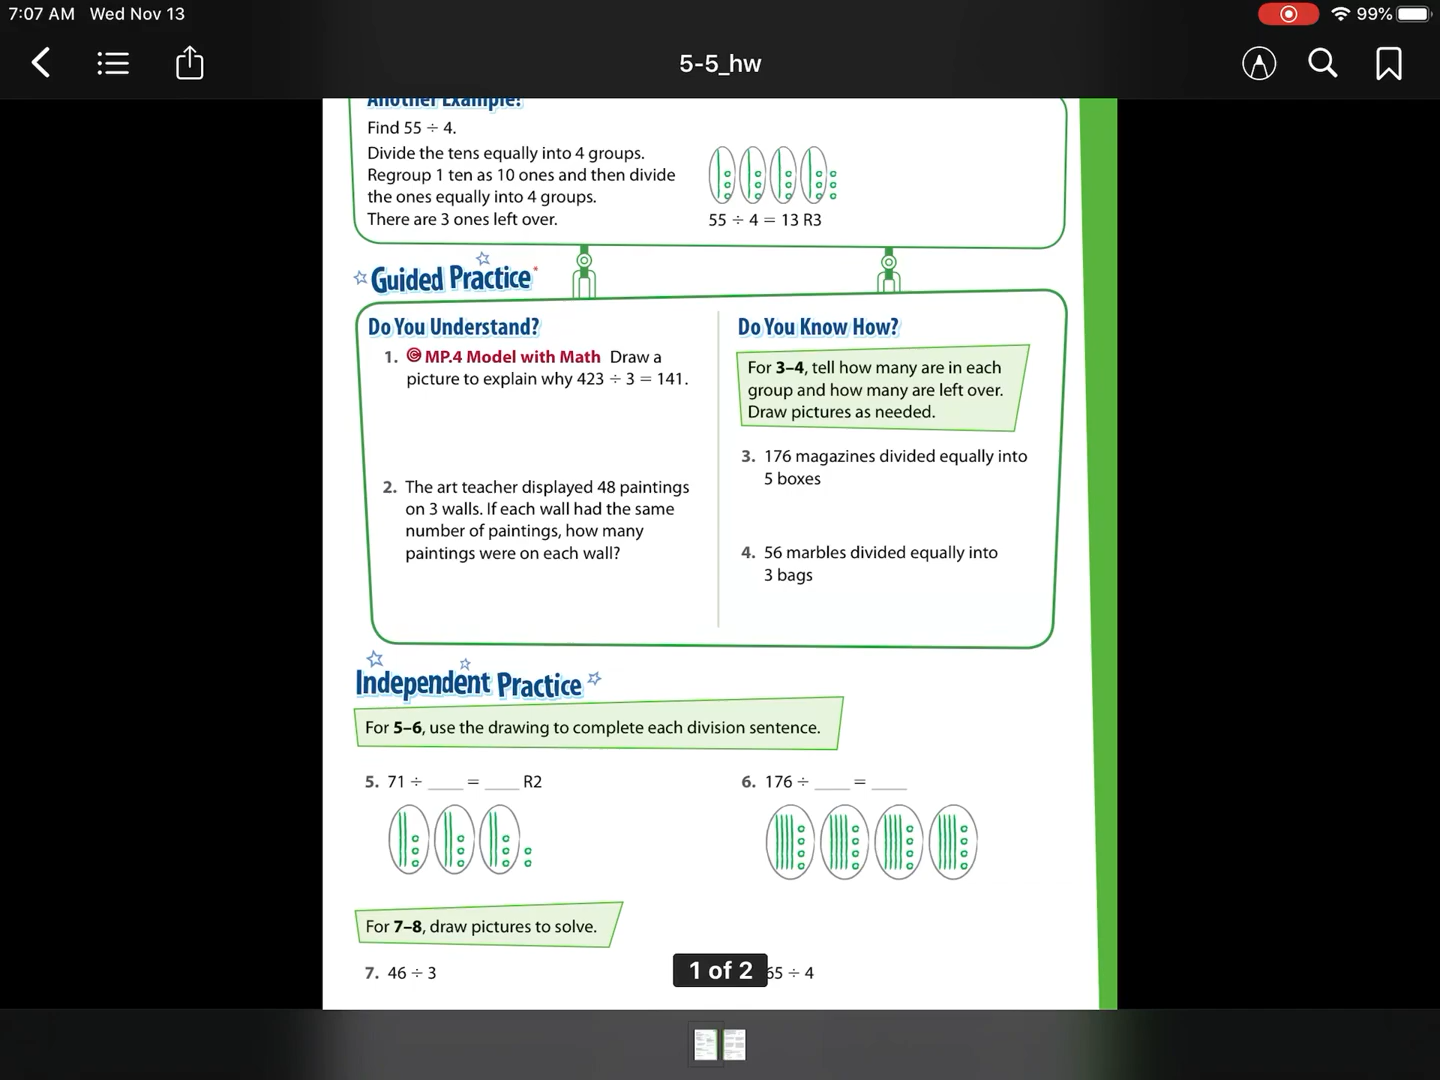 7:07 AM Wed Nov 13
99%
5-5_hw
Another Example!
Find 55 ÷ 4.
Divide the tens equally into 4 groups.
Regroup 1 ten as 10 ones and then divide
the ones equally into 4 groups.
There are 3 ones left over.
55 ÷ 4 = 13 R3
Guided Practice*
Do You Understand?
1. © MP.4 Model with Math Draw a
picture to explain why 423 ÷ 3 = 141.
2. The art teacher displayed 48 paintings
on 3 walls. If each wall had the same
number of paintings, how many
paintings were on each wall?
Do You Know How?
For 3–4, tell how many are in each
group and how many are left over.
Draw pictures as needed.
3. 176 magazines divided equally into
5 boxes
4. 56 marbles divided equally into
3 bags
Independent Practice
For 5–6, use the drawing to complete each division sentence.
5. 71 ÷ ____ = ____ R2
6. 176 ÷ ____ = ____
For 7–8, draw pictures to solve.
7. 46 ÷ 3
65 ÷ 4
1 of 2